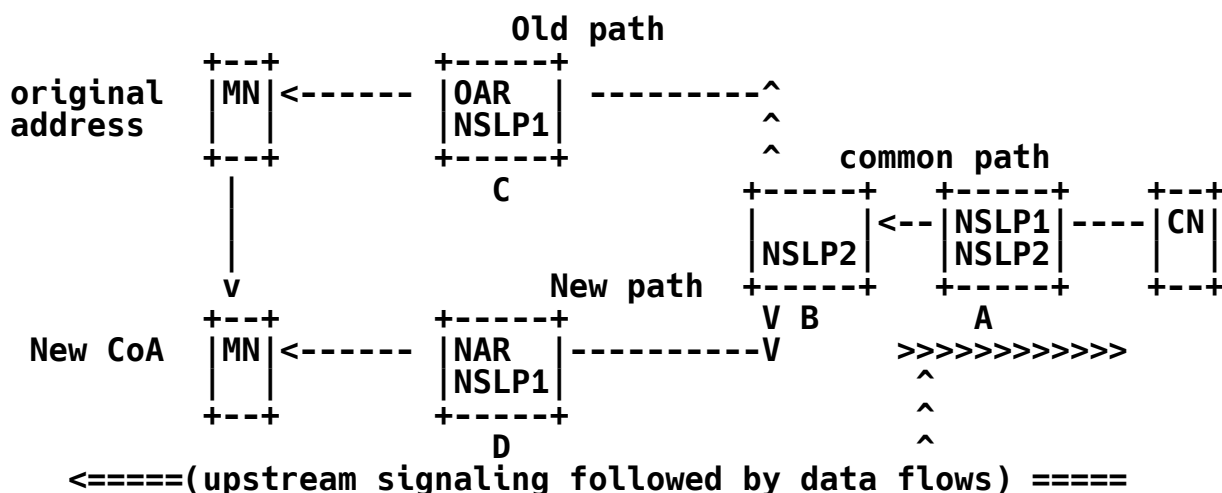 Old path
          +--+        +-----+
original  |MN|<------ |OAR  | ---------^
address   |  |        |NSLP1|          ^
          +--+        +-----+          ^   common path
           |             C            +-----+   +-----+    +--+
           |                          |     |<--|NSLP1|----|CN|
           |                          |NSLP2|   |NSLP2|    |  |
           v                New path  +-----+   +-----+    +--+
          +--+        +-----+          V B        A
 New CoA  |MN|<------ |NAR  |----------V      >>>>>>>>>>>>
          |  |        |NSLP1|                  ^
          +--+        +-----+                  ^
                         D                     ^
   <=====(upstream signaling followed by data flows) =====